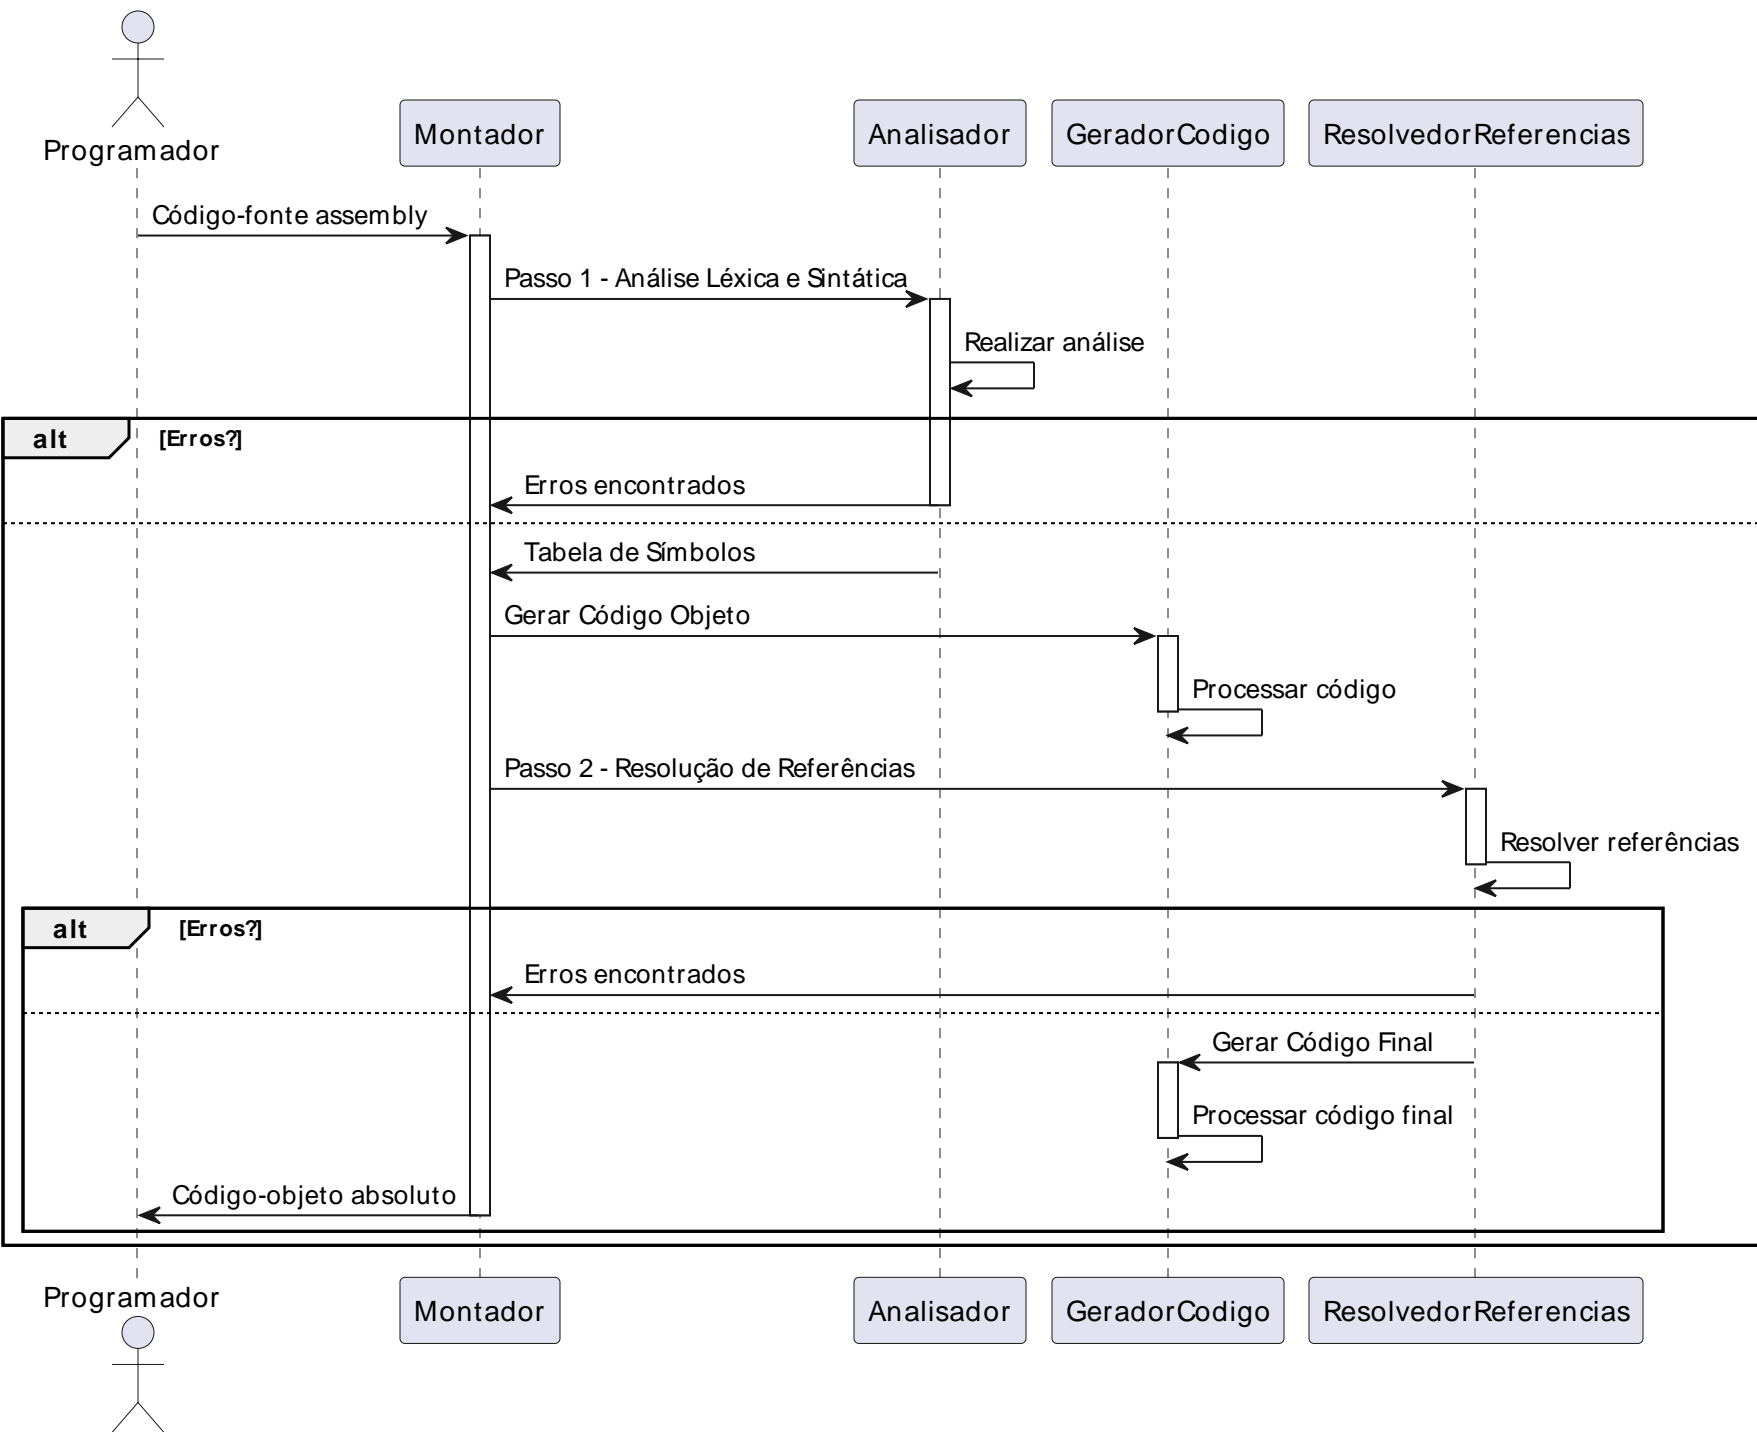 Programador
Montador
Analisador
GeradorCodigo
ResolvedorReferencias
Código-fonte assembly
Passo 1 - Análise Léxica e Sintática
Realizar análise
alt
[Erros?]
Erros encontrados
Tabela de Símbolos
Gerar Código Objeto
Processar código
Passo 2 - Resolução de Referências
Resolver referências
alt
[Erros?]
Erros encontrados
Gerar Código Final
Processar código final
Código-objeto absoluto
Programador
Montador
Analisador
GeradorCodigo
ResolvedorReferencias